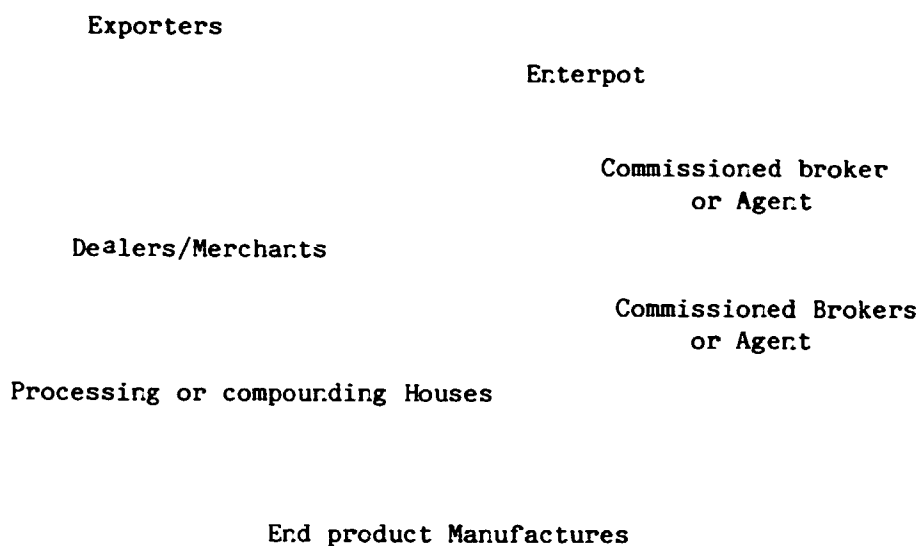 Exporters
Enterpot
Commissioned broker
or Agent
Dealers/Merchants
Commissioned Brokers
or Agent
Processing or compounding Houses
End product Manufactures